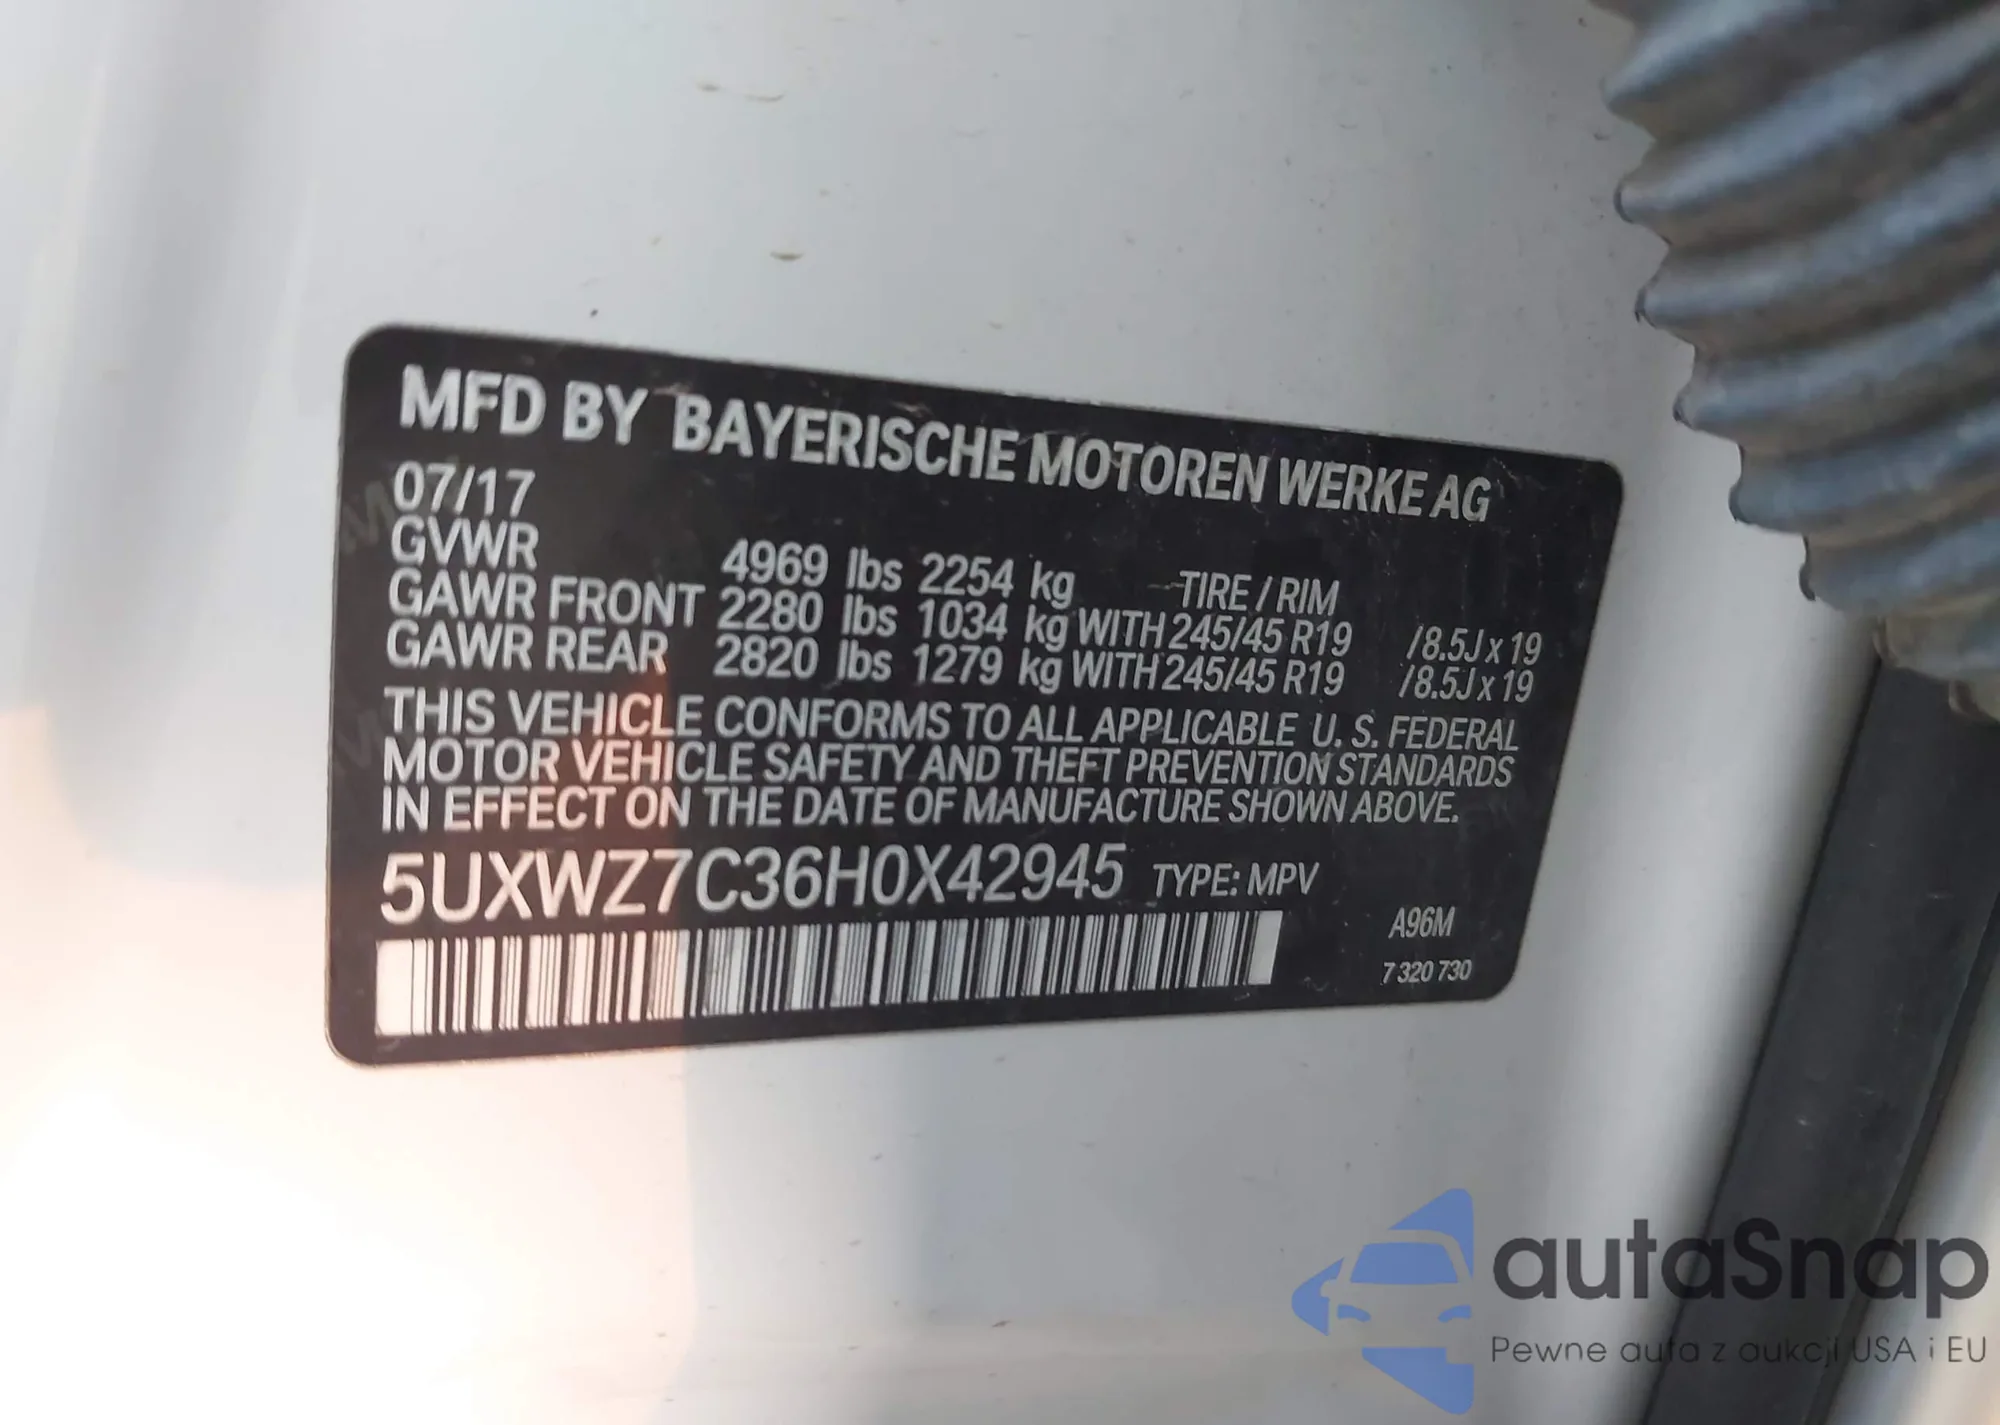 MFD BY BAYERISCHE MOTOREN WERKE AG
07/17
GVWR 4969 lbs 2254 kg TIRE / RIM
GAWR FRONT 2280 lbs 1034 kg WITH 245/45 R19 /8.5J x 19
GAWR REAR 2820 lbs 1279 kg WITH 245/45 R19 /8.5J x 19
THIS VEHICLE CONFORMS TO ALL APPLICABLE U. S. FEDERAL
MOTOR VEHICLE SAFETY AND THEFT PREVENTION STANDARDS
IN EFFECT ON THE DATE OF MANUFACTURE SHOWN ABOVE.
5UXWZ7C36H0X42945 TYPE: MPV
A96M
7 320 730
autaSnap
Pewne auta z aukcji USA i EU